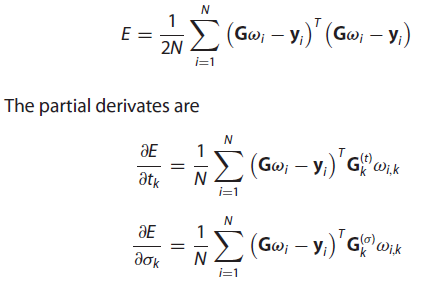 E = \frac{1}{2N} \sum_{i=1}^{N} (\mathbf{G}\omega_i - \mathbf{y}_i)^T (\mathbf{G}\omega_i - \mathbf{y}_i)
The partial derivates are
\frac{\partial E}{\partial t_k} = \frac{1}{N} \sum_{i=1}^{N} (\mathbf{G}\omega_i - \mathbf{y}_i)^T \mathbf{G}_k^{(t)} \omega_{i,k}
\frac{\partial E}{\partial \sigma_k} = \frac{1}{N} \sum_{i=1}^{N} (\mathbf{G}\omega_i - \mathbf{y}_i)^T \mathbf{G}_k^{(\sigma)} \omega_{i,k}